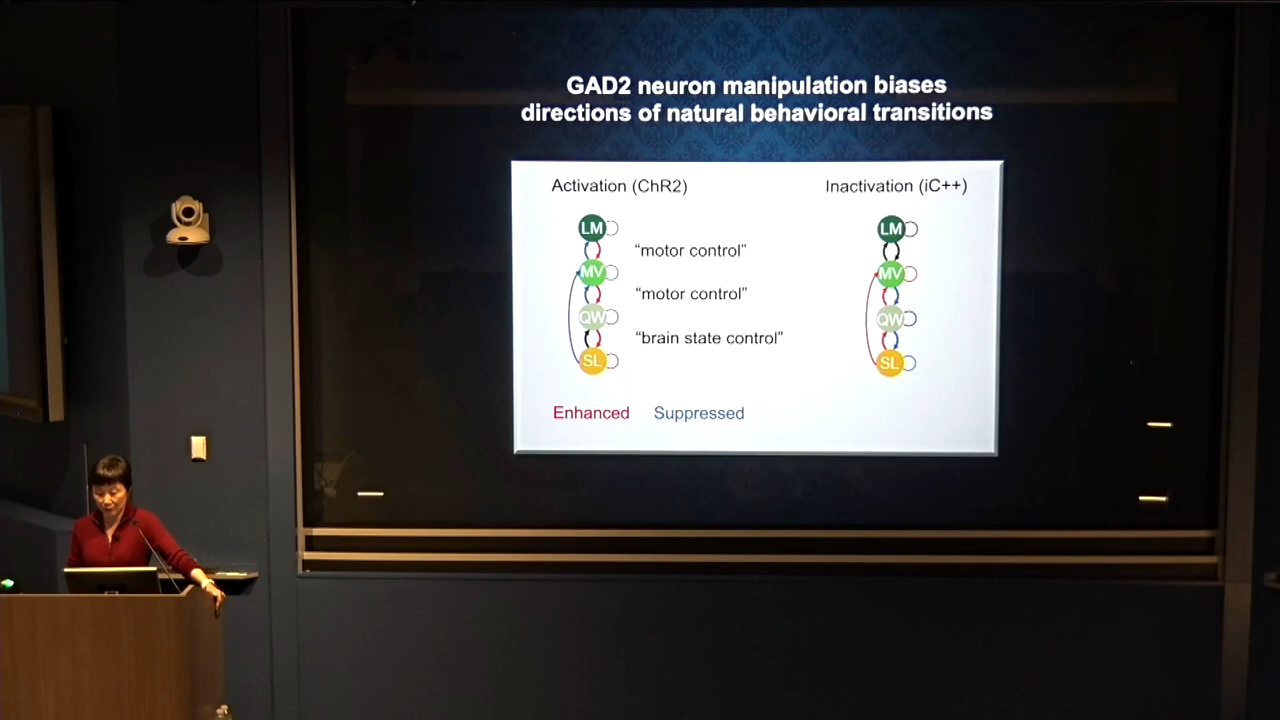 GAD2 neuron manipulation biases
directions of natural behavioral transitions
Activation (ChR2)
Inactivation (iC++)
LM
LM
“motor control”
MV
MV
“motor control”
QW
QW
“brain state control”
SL
SL
Enhanced Suppressed